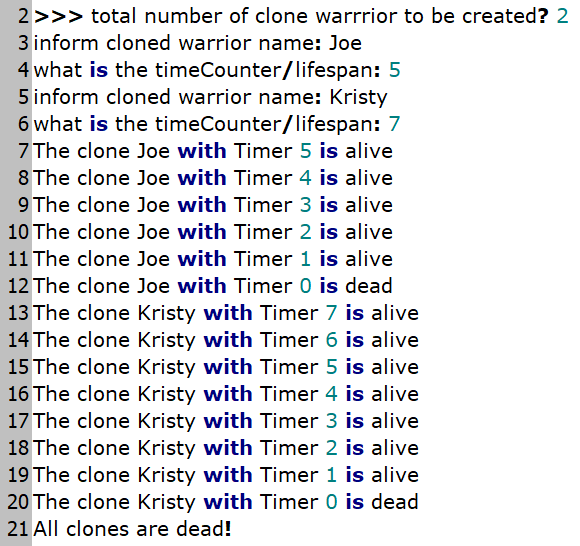 2 >>> total number of clone warrrior to be created? 2
3 inform cloned warrior name: Joe
4 what is the timeCounter/lifespan: 5
5 inform cloned warrior name: Kristy
6 what is the timeCounter/lifespan: 7
7 The clone Joe with Timer 5 is alive
8 The clone Joe with Timer 4 is alive
9 The clone Joe with Timer 3 is alive
10 The clone Joe with Timer 2 is alive
11 The clone Joe with Timer 1 is alive
12 The clone Joe with Timer 0 is dead
13 The clone Kristy with Timer 7 is alive
14 The clone Kristy with Timer 6 is alive
15 The clone Kristy with Timer 5 is alive
16 The clone Kristy with Timer 4 is alive
17 The clone Kristy with Timer 3 is alive
18 The clone Kristy with Timer 2 is alive
19 The clone Kristy with Timer 1 is alive
20 The clone Kristy with Timer 0 is dead
21 All clones are dead!